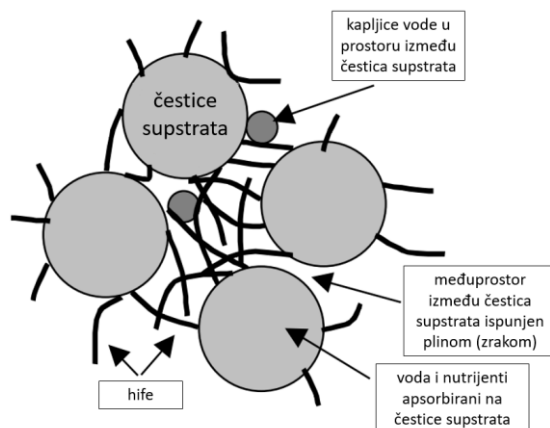 kapljice vode u
prostoru između
čestica supstrata
čestice
supstrata
međuprostor
između čestica
supstrata ispunjen
plinom (zrakom)
hife
voda i nutrijenti
apsorbirani na
čestice supstrata